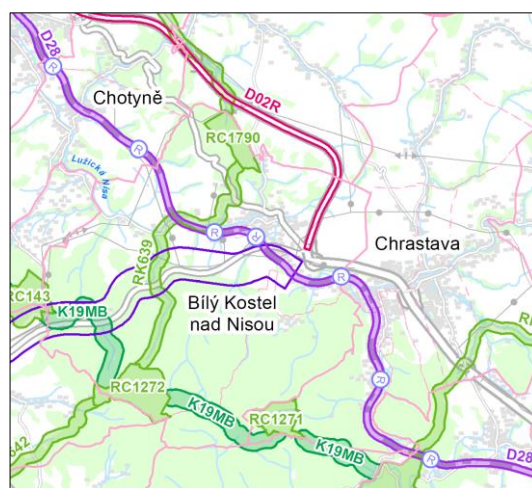 D28
R
Chotyně
D02R
R
RC1790
Lužická Nisa
RK639
R
R
Chrastava
R
RC143
K19MB
Bílý Kostel
nad Nisou
RC1272
R
K19MB
RC1271
K19MB
R
D28